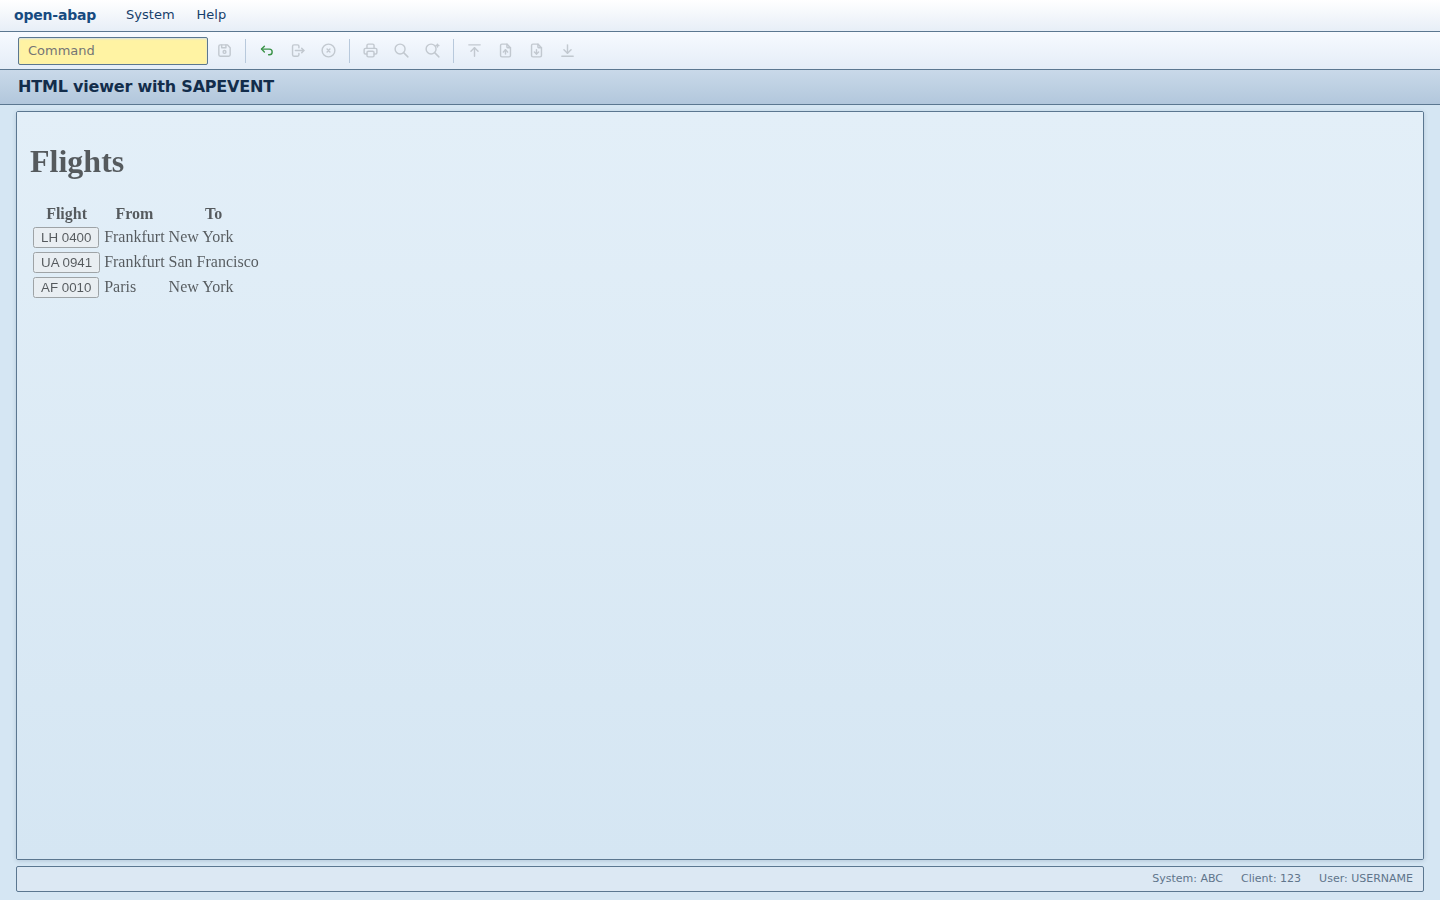 open-abap System Help
Command
HTML viewer with SAPEVENT
Flights
Flight From To
LH 0400 Frankfurt New York
UA 0941 Frankfurt San Francisco
AF 0010 Paris New York
System: ABC Client: 123 User: USERNAME